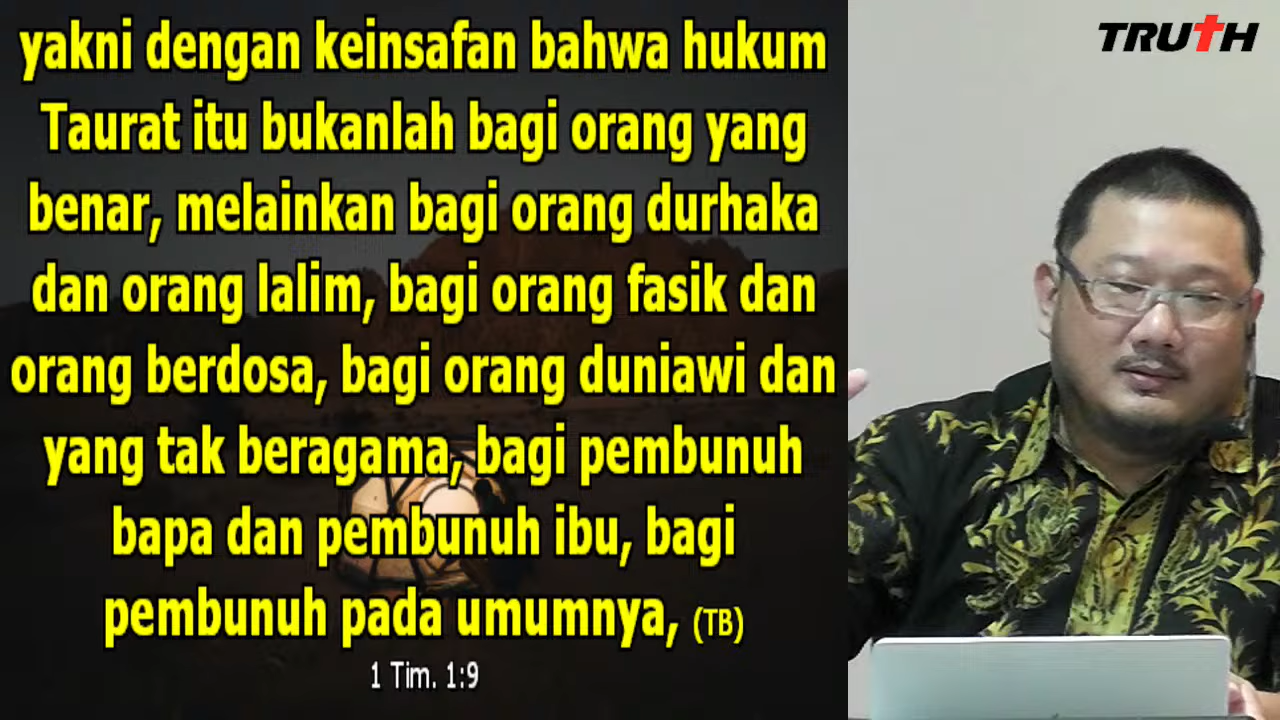 yakni dengan keinsafan bahwa hukum
Taurat itu bukanlah bagi orang yang
benar, melainkan bagi orang durhaka
dan orang lalim, bagi orang fasik dan
orang berdosa, bagi orang duniawi dan
yang tak beragama, bagi pembunuh
bapa dan pembunuh ibu, bagi
pembunuh pada umumnya, (TB)
1 Tim. 1:9
TRUTH